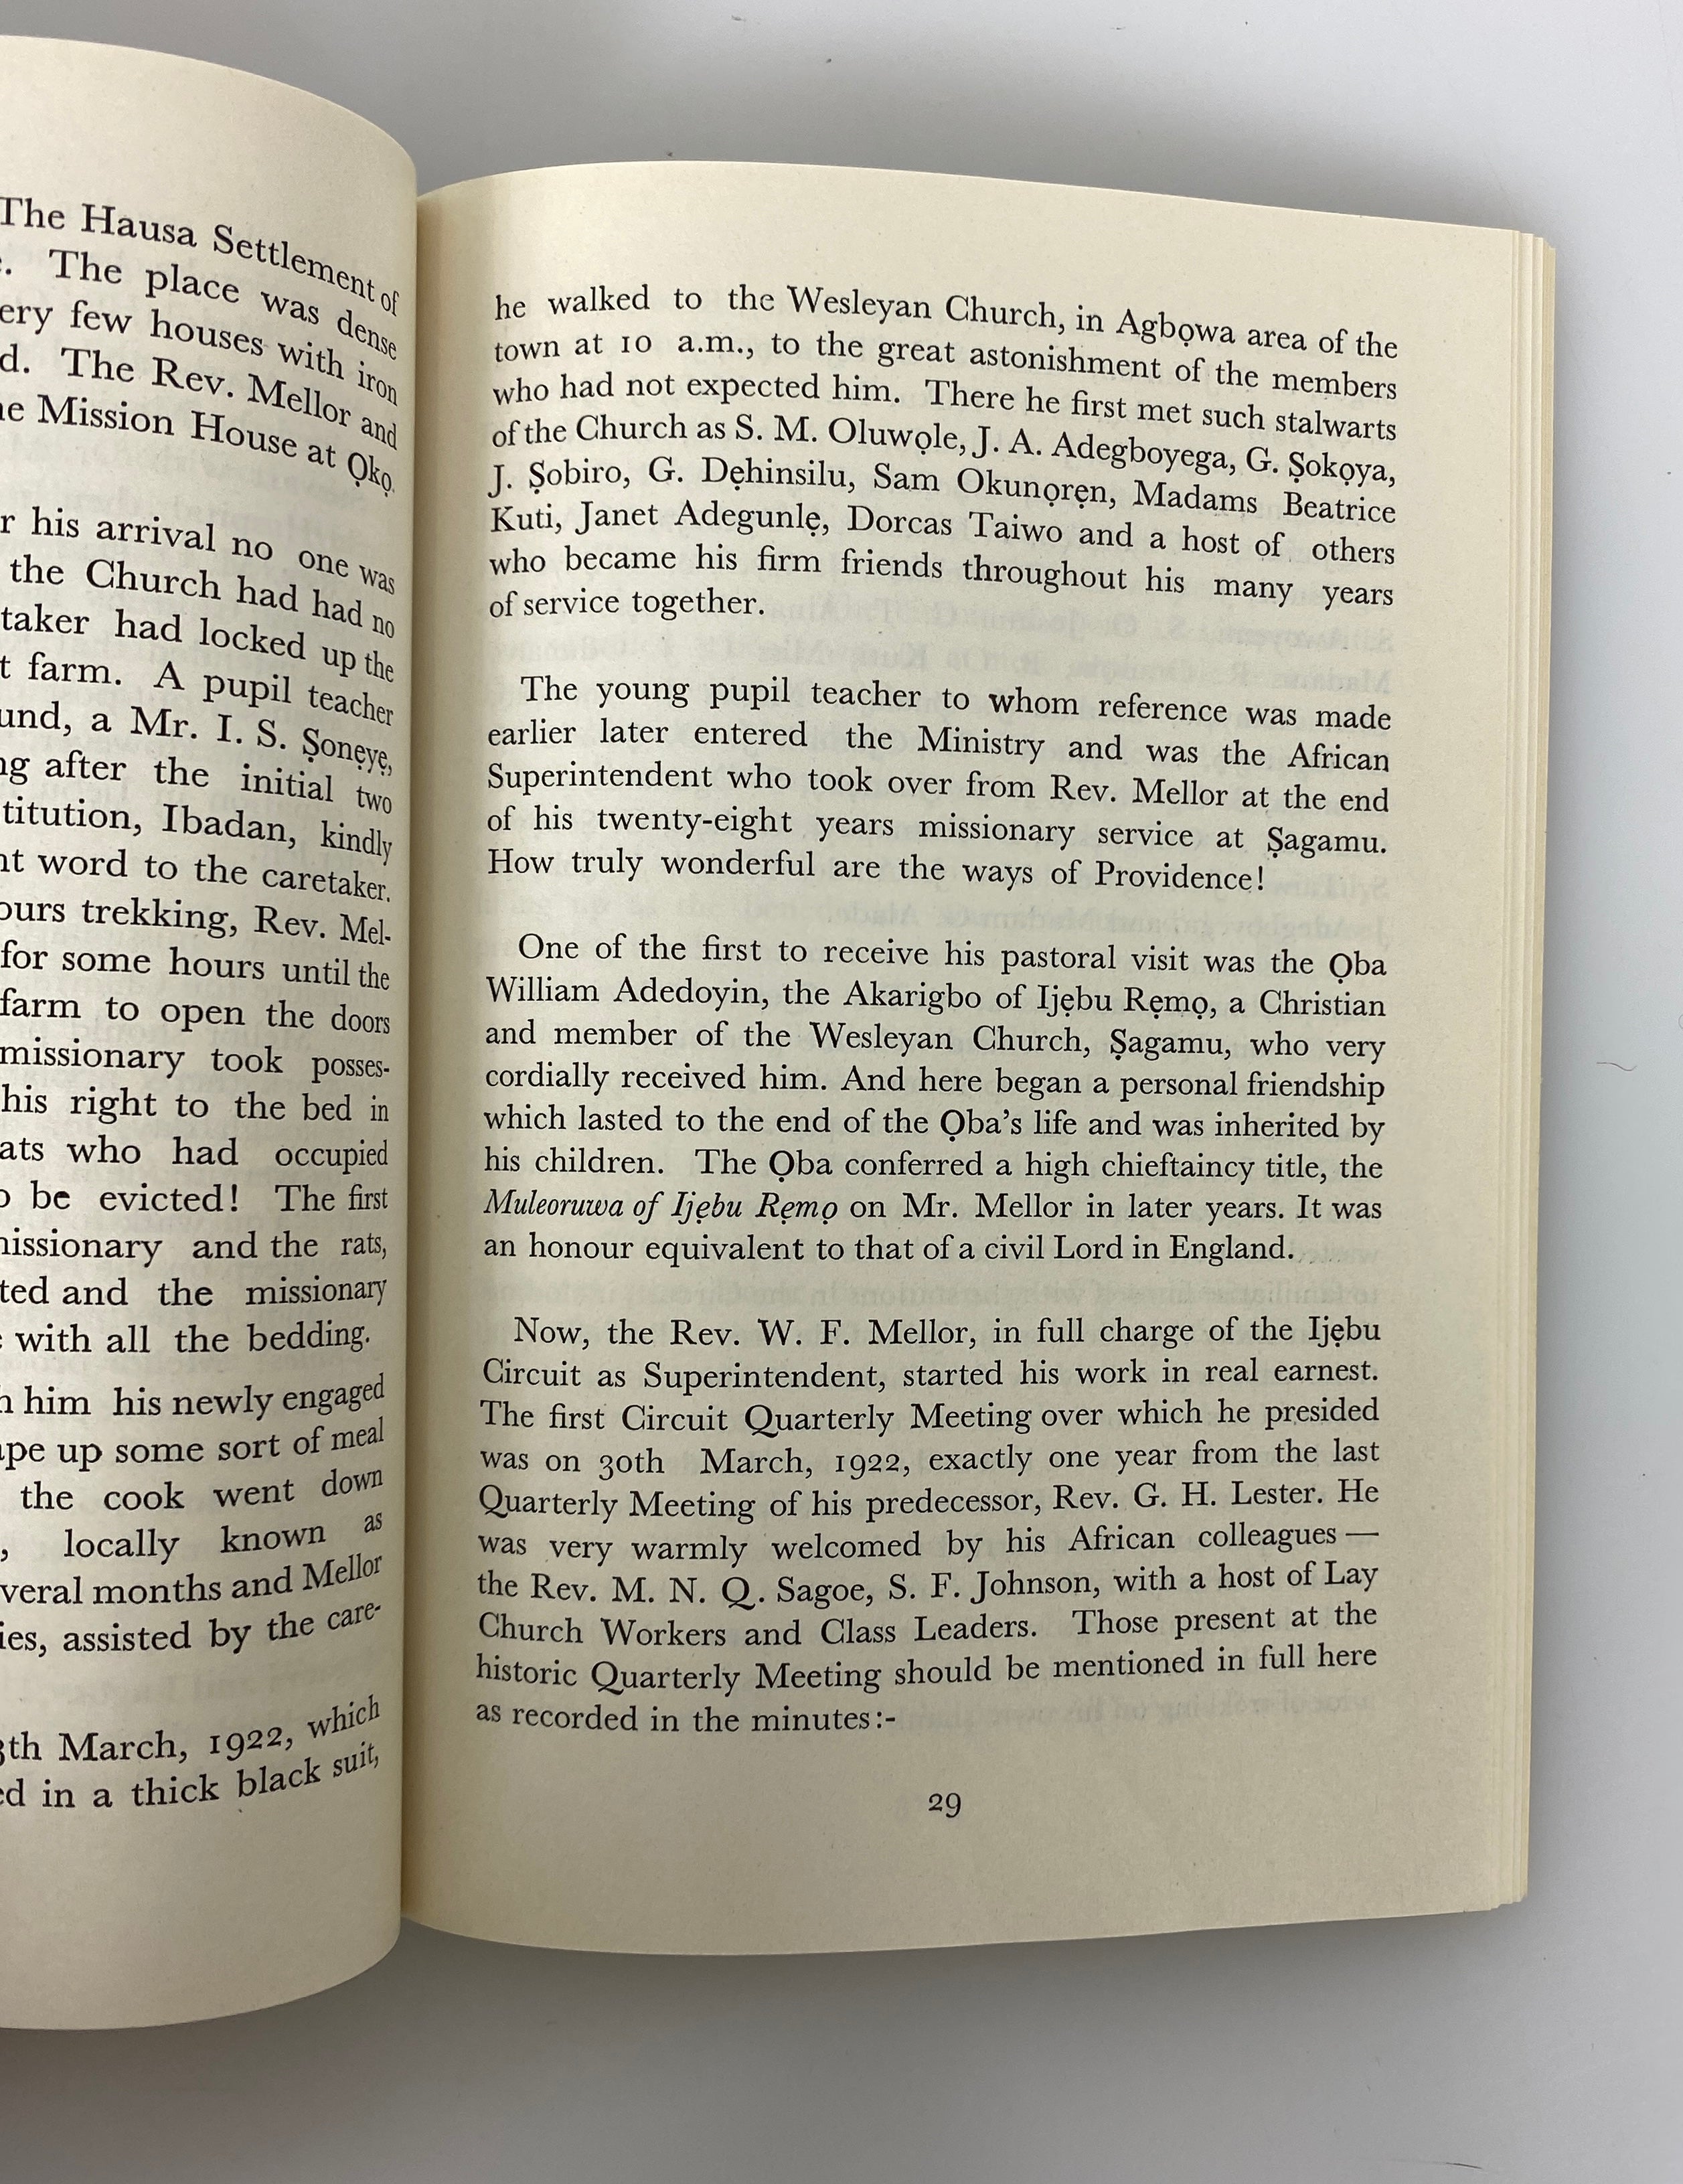 The Hausa Settlement of
The place was dense
few houses with iron
The Rev. Mellor and
Mission House at Ọkọ.
his arrival no one was
the Church had had no
had locked up the
farm. A pupil teacher
a Mr. I. S. Ṣonẹyẹ,
after the initial two
Ibadan, kindly
word to the caretaker.
trekking, Rev. Mel-
for some hours until the
farm to open the doors
missionary took posses-
his right to the bed in
who had occupied
be evicted! The first
and the rats,
and the missionary
with all the bedding.
him his newly engaged
up some sort of meal
the cook went down
, locally known as
months and Mellor
assisted by the care-
March, 1922, which
in a thick black suit,
he walked to the Wesleyan Church, in Agbọwa area of the
town at 10 a.m., to the great astonishment of the members
who had not expected him. There he first met such stalwarts
of the Church as S. M. Oluwọle, J. A. Adegboyega, G. Ṣokọya,
J. Ṣobiro, G. Dẹhinsilu, Sam Okunọrẹn, Madams Beatrice
Kuti, Janet Adegunlẹ, Dorcas Taiwo and a host of others
who became his firm friends throughout his many years
of service together.
The young pupil teacher to whom reference was made
earlier later entered the Ministry and was the African
Superintendent who took over from Rev. Mellor at the end
of his twenty-eight years missionary service at Ṣagamu.
How truly wonderful are the ways of Providence!
One of the first to receive his pastoral visit was the Ọba
William Adedoyin, the Akarigbo of Ijẹbu Rẹmọ, a Christian
and member of the Wesleyan Church, Ṣagamu, who very
cordially received him. And here began a personal friendship
which lasted to the end of the Ọba's life and was inherited by
his children. The Ọba conferred a high chieftaincy title, the
Muleoruwa of Ijẹbu Rẹmọ on Mr. Mellor in later years. It was
an honour equivalent to that of a civil Lord in England.
Now, the Rev. W. F. Mellor, in full charge of the Ijẹbu
Circuit as Superintendent, started his work in real earnest.
The first Circuit Quarterly Meeting over which he presided
was on 30th March, 1922, exactly one year from the last
Quarterly Meeting of his predecessor, Rev. G. H. Lester. He
was very warmly welcomed by his African colleagues —
the Rev. M. N. Q. Sagoe, S. F. Johnson, with a host of Lay
Church Workers and Class Leaders. Those present at the
historic Quarterly Meeting should be mentioned in full here
as recorded in the minutes:-
29